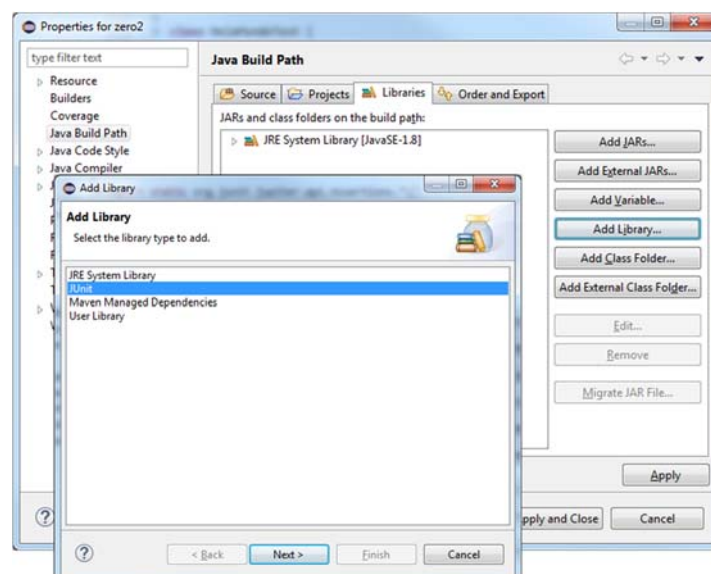 Properties for zero2
type filter text
Resource
Builders
Coverage
Java Build Path
Java Code Style
Java Compiler
Java Build Path
Source Projects Libraries Order and Export
JARs and class folders on the build path:
JRE System Library [JavaSE-1.8]
Add JARs...
Add External JARs...
Add Variable...
Add Library...
Add Class Folder...
Add External Class Folder...
Edit...
Remove
Migrate JAR File...
Apply
pply and Close Cancel
Add Library
Add Library
Select the library type to add.
JRE System Library
JUnit
Maven Managed Dependencies
User Library
< Back Next > Finish Cancel